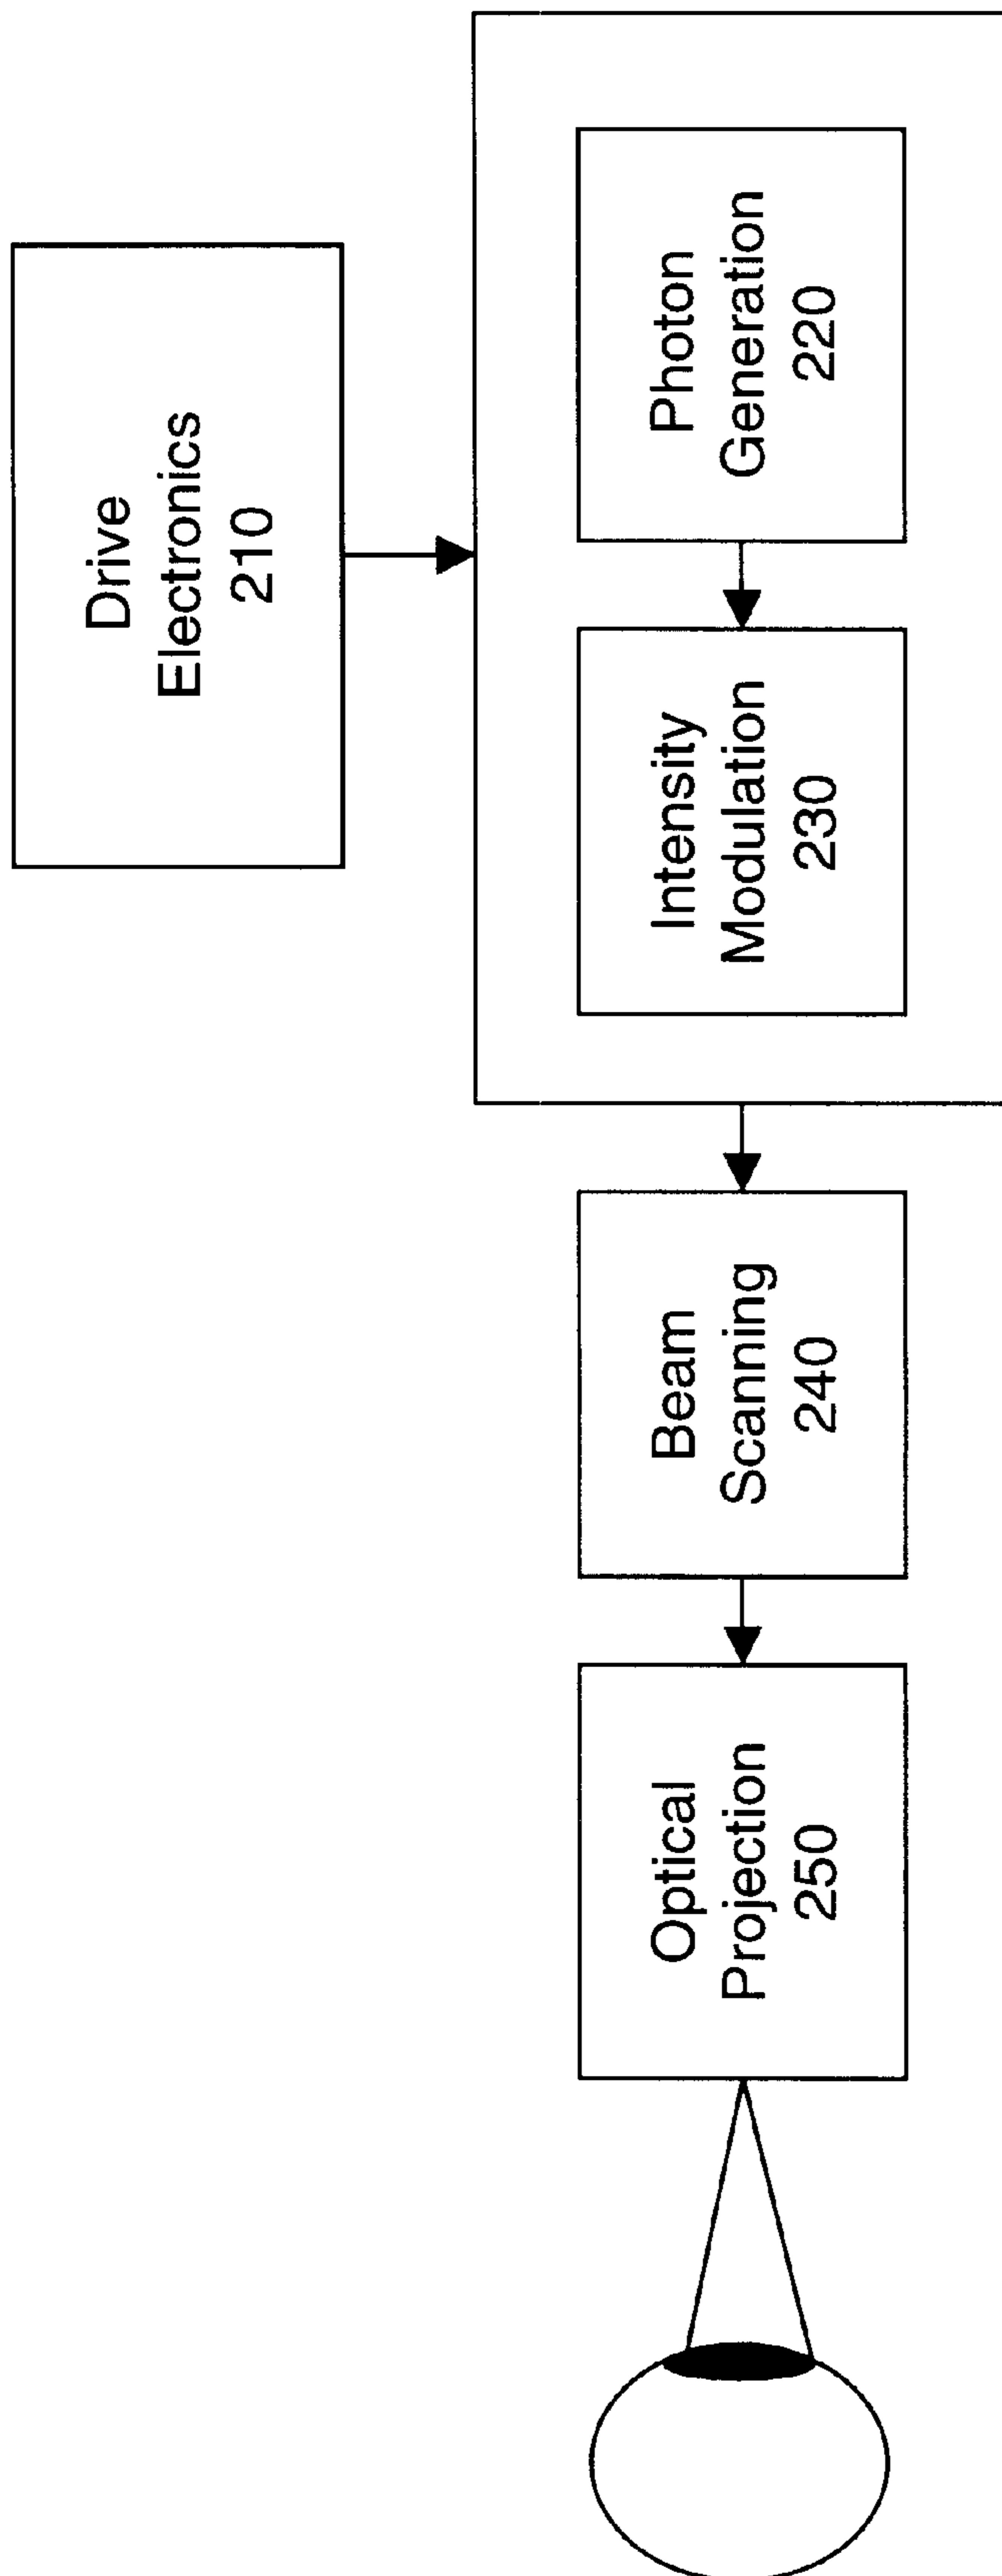 Drive
Electronics
210
Photon
Generation
220
Intensity
Modulation
230
Beam
Scanning
240
Optical
Projection
250